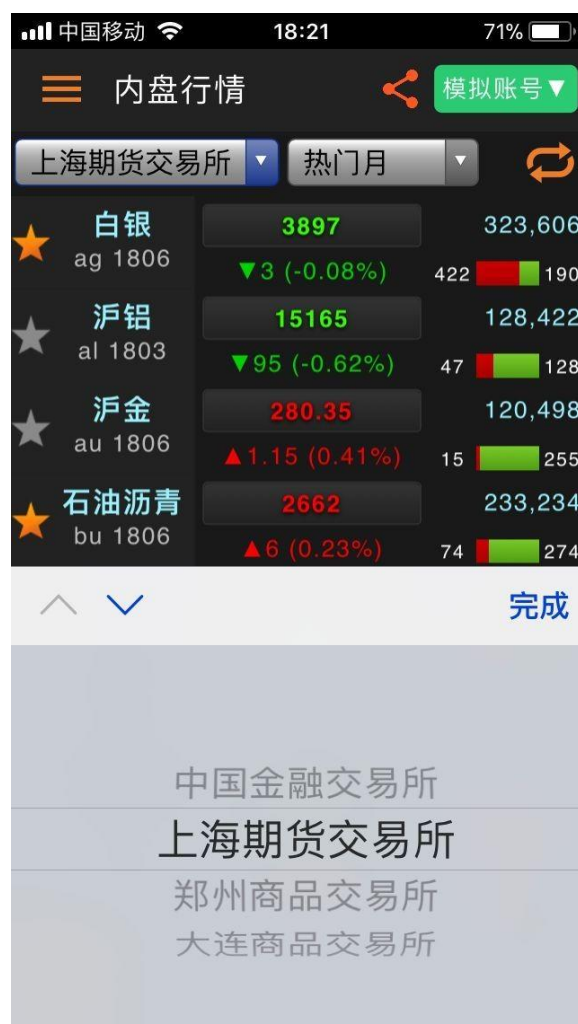 中国移动 18:21 71%
内盘行情 模拟账号▼
上海期货交易所 热门月
白银 3897 323,606
ag 1806 ▼3 (-0.08%) 422 190
沪铝 15165 128,422
al 1803 ▼95 (-0.62%) 47 128
沪金 280.35 120,498
au 1806 ▲1.15 (0.41%) 15 255
石油沥青 2662 233,234
bu 1806 ▲6 (0.23%) 74 274
完成
中国金融交易所
上海期货交易所
郑州商品交易所
大连商品交易所